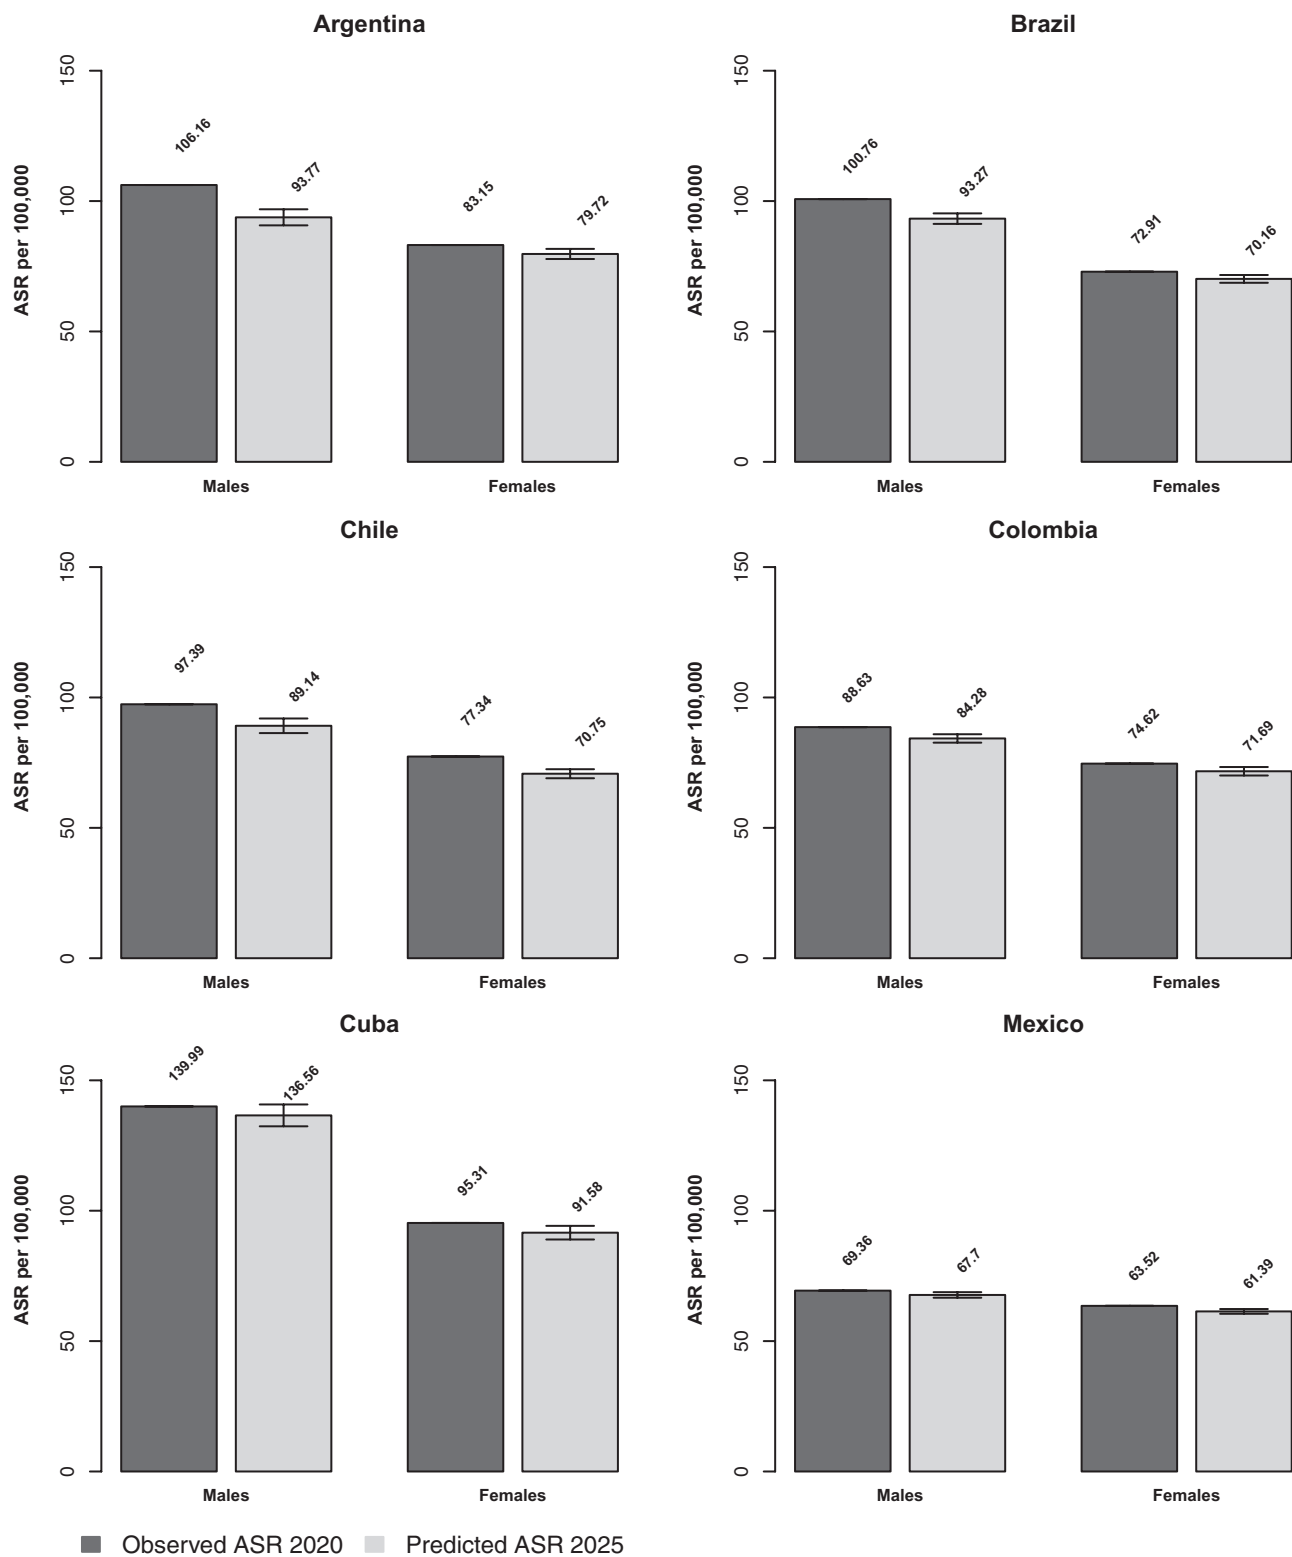 Argentina
ASR per 100,000
0
50
100
150
106.16
93.77
83.15
79.72
Males
Females
Brazil
ASR per 100,000
0
50
100
150
100.76
93.27
72.91
70.16
Males
Females
Chile
ASR per 100,000
0
50
100
150
97.39
89.14
77.34
70.75
Males
Females
Colombia
ASR per 100,000
0
50
100
150
88.63
84.28
74.62
71.69
Males
Females
Cuba
ASR per 100,000
0
50
100
150
139.99
136.56
95.31
91.58
Males
Females
Mexico
ASR per 100,000
0
50
100
150
69.36
67.7
63.52
61.39
Males
Females
Observed ASR 2020
Predicted ASR 2025